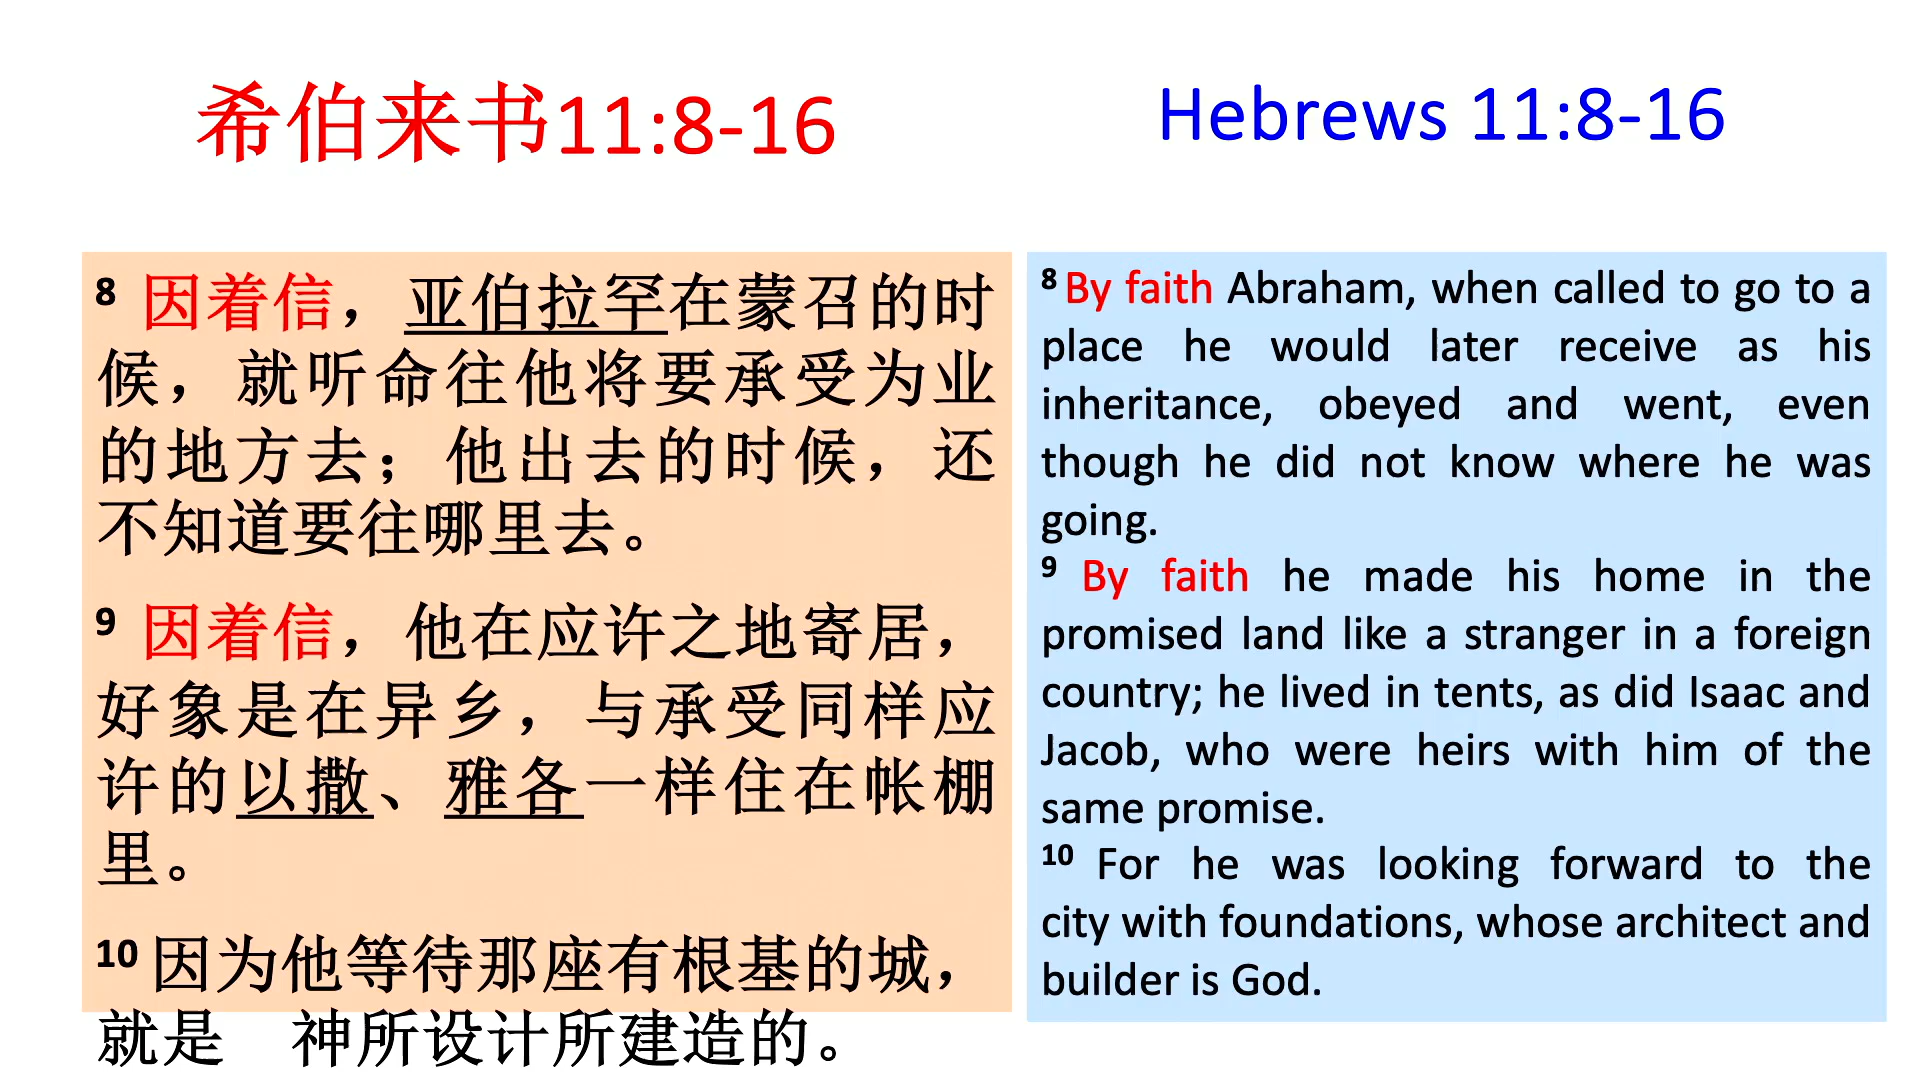 希伯来书11:8-16
8 因着信，亚伯拉罕在蒙召的时
候，就听命往他将要承受为业
的地方去；他出去的时候，还
不知道要往哪里去。
9 因着信，他在应许之地寄居，
好象是在异乡，与承受同样应
许的以撒、雅各一样住在帐棚
里。
10 因为他等待那座有根基的城，
就是　神所设计所建造的。
Hebrews 11:8-16
8 By faith Abraham, when called to go to a
place he would later receive as his
inheritance, obeyed and went, even
though he did not know where he was
going.
9 By faith he made his home in the
promised land like a stranger in a foreign
country; he lived in tents, as did Isaac and
Jacob, who were heirs with him of the
same promise.
10 For he was looking forward to the
city with foundations, whose architect and
builder is God.